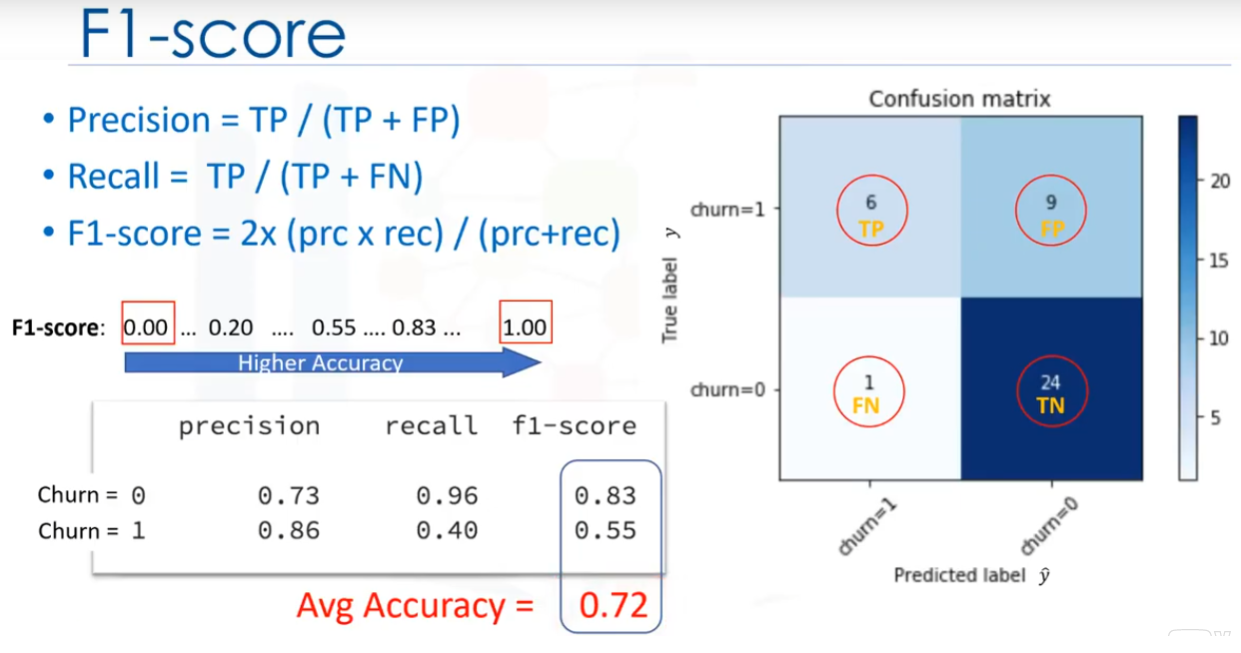 F1-score
• Precision = TP / (TP + FP)
• Recall = TP / (TP + FN)
• F1-score = 2x (prc x rec) / (prc+rec)
F1-score: 0.00 ... 0.20 .... 0.55 .... 0.83 ... 1.00
Higher Accuracy
precision recall f1-score
Churn = 0 0.73 0.96 0.83
Churn = 1 0.86 0.40 0.55
Avg Accuracy = 0.72
Confusion matrix
True label y
churn=1
churn=0
6
TP
9
FP
1
FN
24
TN
churn=1
churn=0
Predicted label ŷ
20
15
10
5